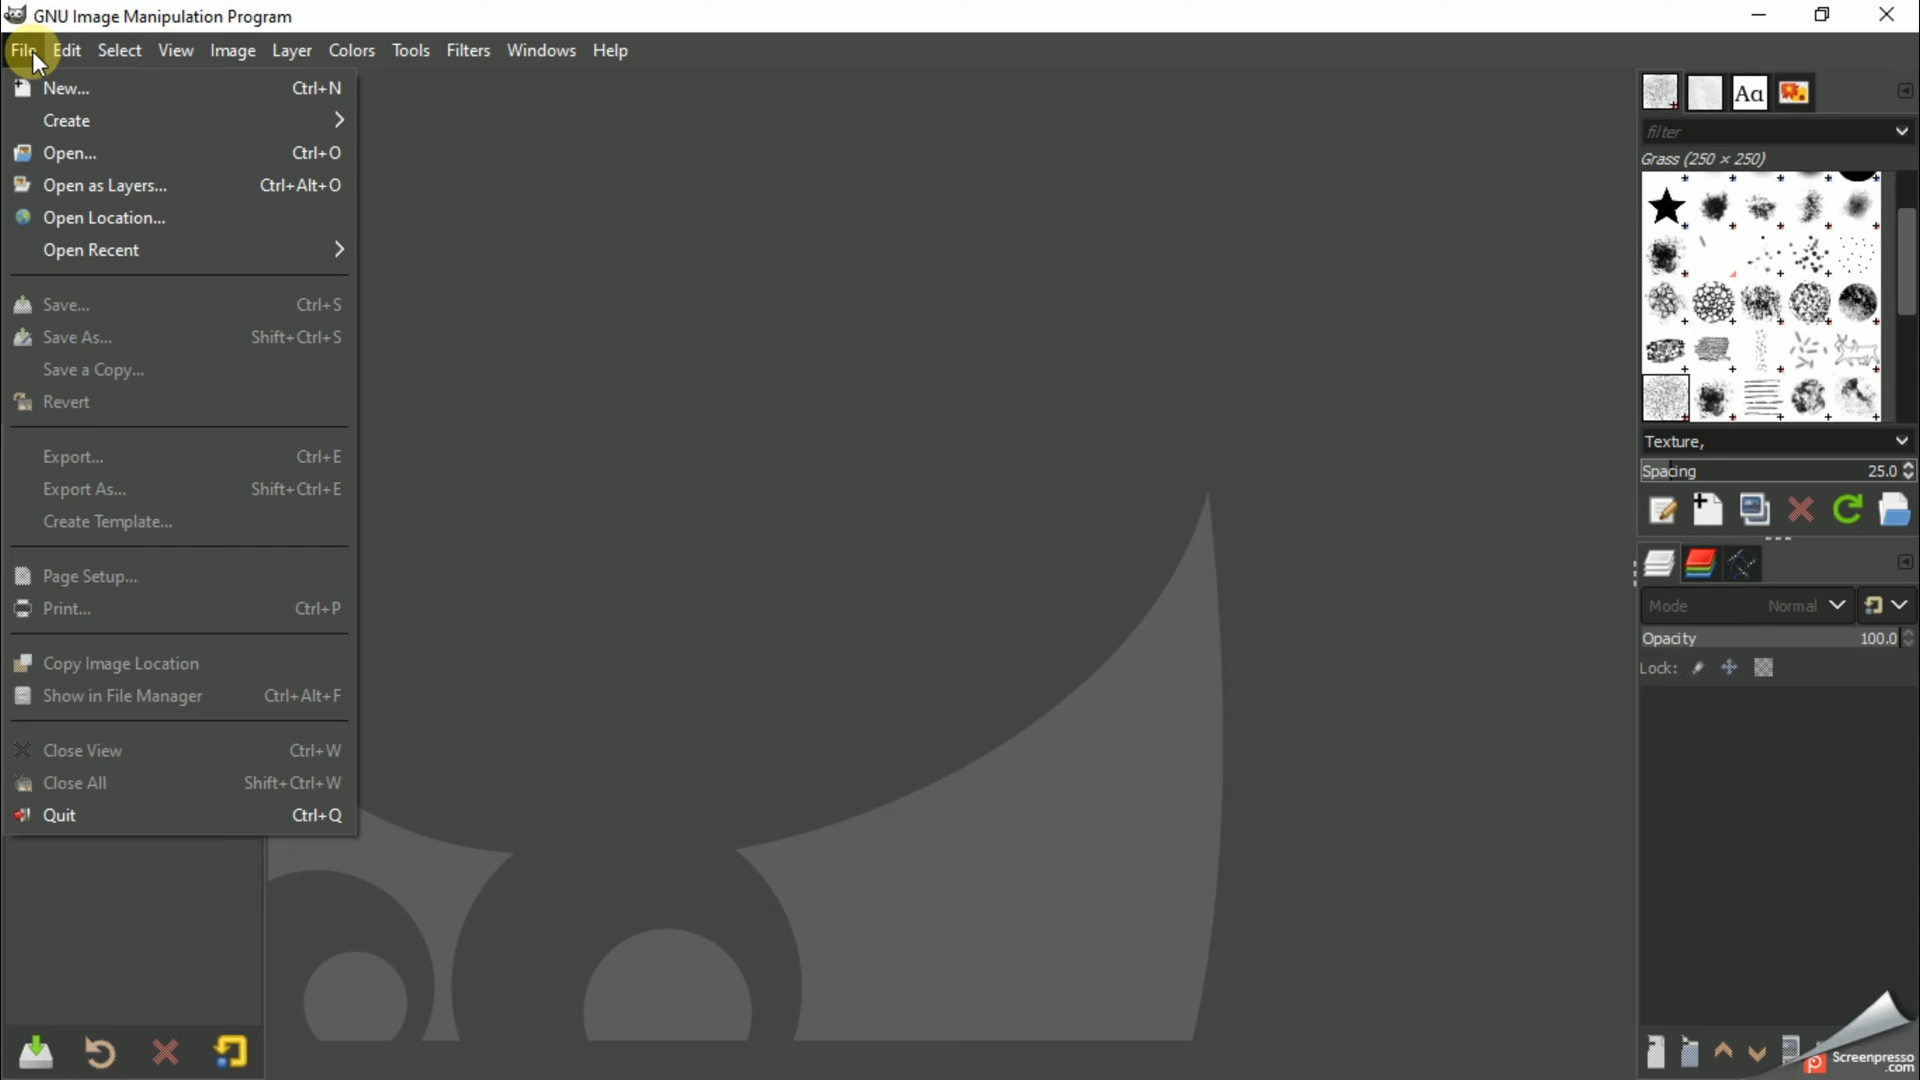 GNU Image Manipulation Program
File Edit Select View Image Layer Colors Tools Filters Windows Help
New... Ctrl+N
Create
Open... Ctrl+O
Open as Layers... Ctrl+Alt+O
Open Location...
Open Recent
Save... Ctrl+S
Save As... Shift+Ctrl+S
Save a Copy...
Revert
Export... Ctrl+E
Export As... Shift+Ctrl+E
Create Template...
Page Setup...
Print... Ctrl+P
Copy Image Location
Show in File Manager Ctrl+Alt+F
Close View Ctrl+W
Close All Shift+Ctrl+W
Quit Ctrl+Q
Aa
filter
Grass (250 × 250)
Texture,
Spacing 25.0
Mode Normal
Opacity 100.0
Lock:
Screenpresso
.com